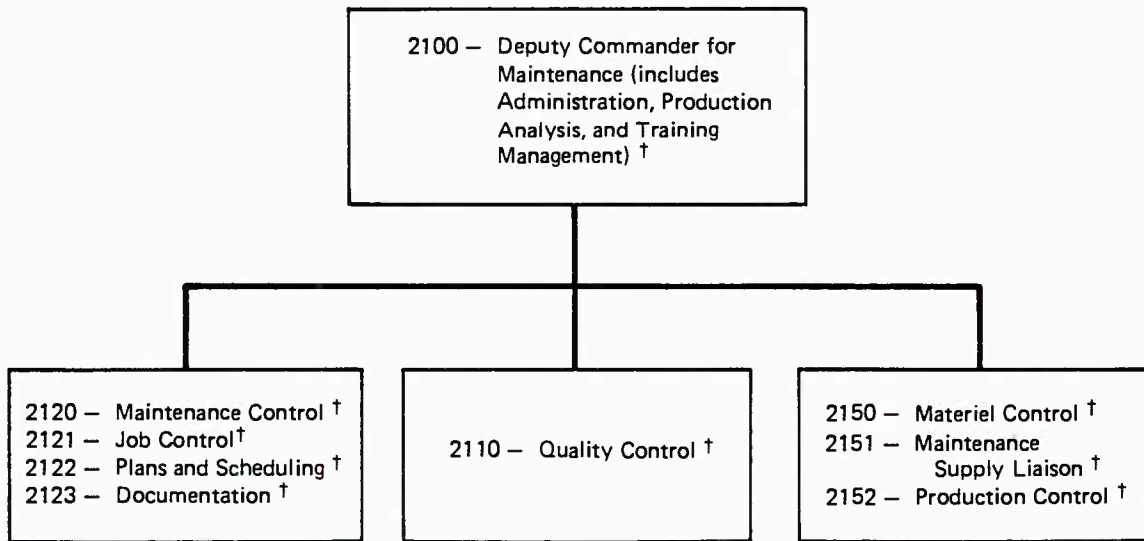 2100 – Deputy Commander for
Maintenance (includes
Administration, Production
Analysis, and Training
Management) †
2120 – Maintenance Control †
2121 – Job Control†
2122 – Plans and Scheduling †
2123 – Documentation †
2110 – Quality Control †
2150 – Materiel Control †
2151 – Maintenance
Supply Liaison †
2152 – Production Control †